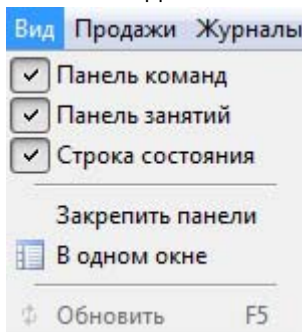 Вид Продажи Журналы
Панель команд
Панель занятий
Строка состояния
Закрепить панели
В одном окне
Обновить F5